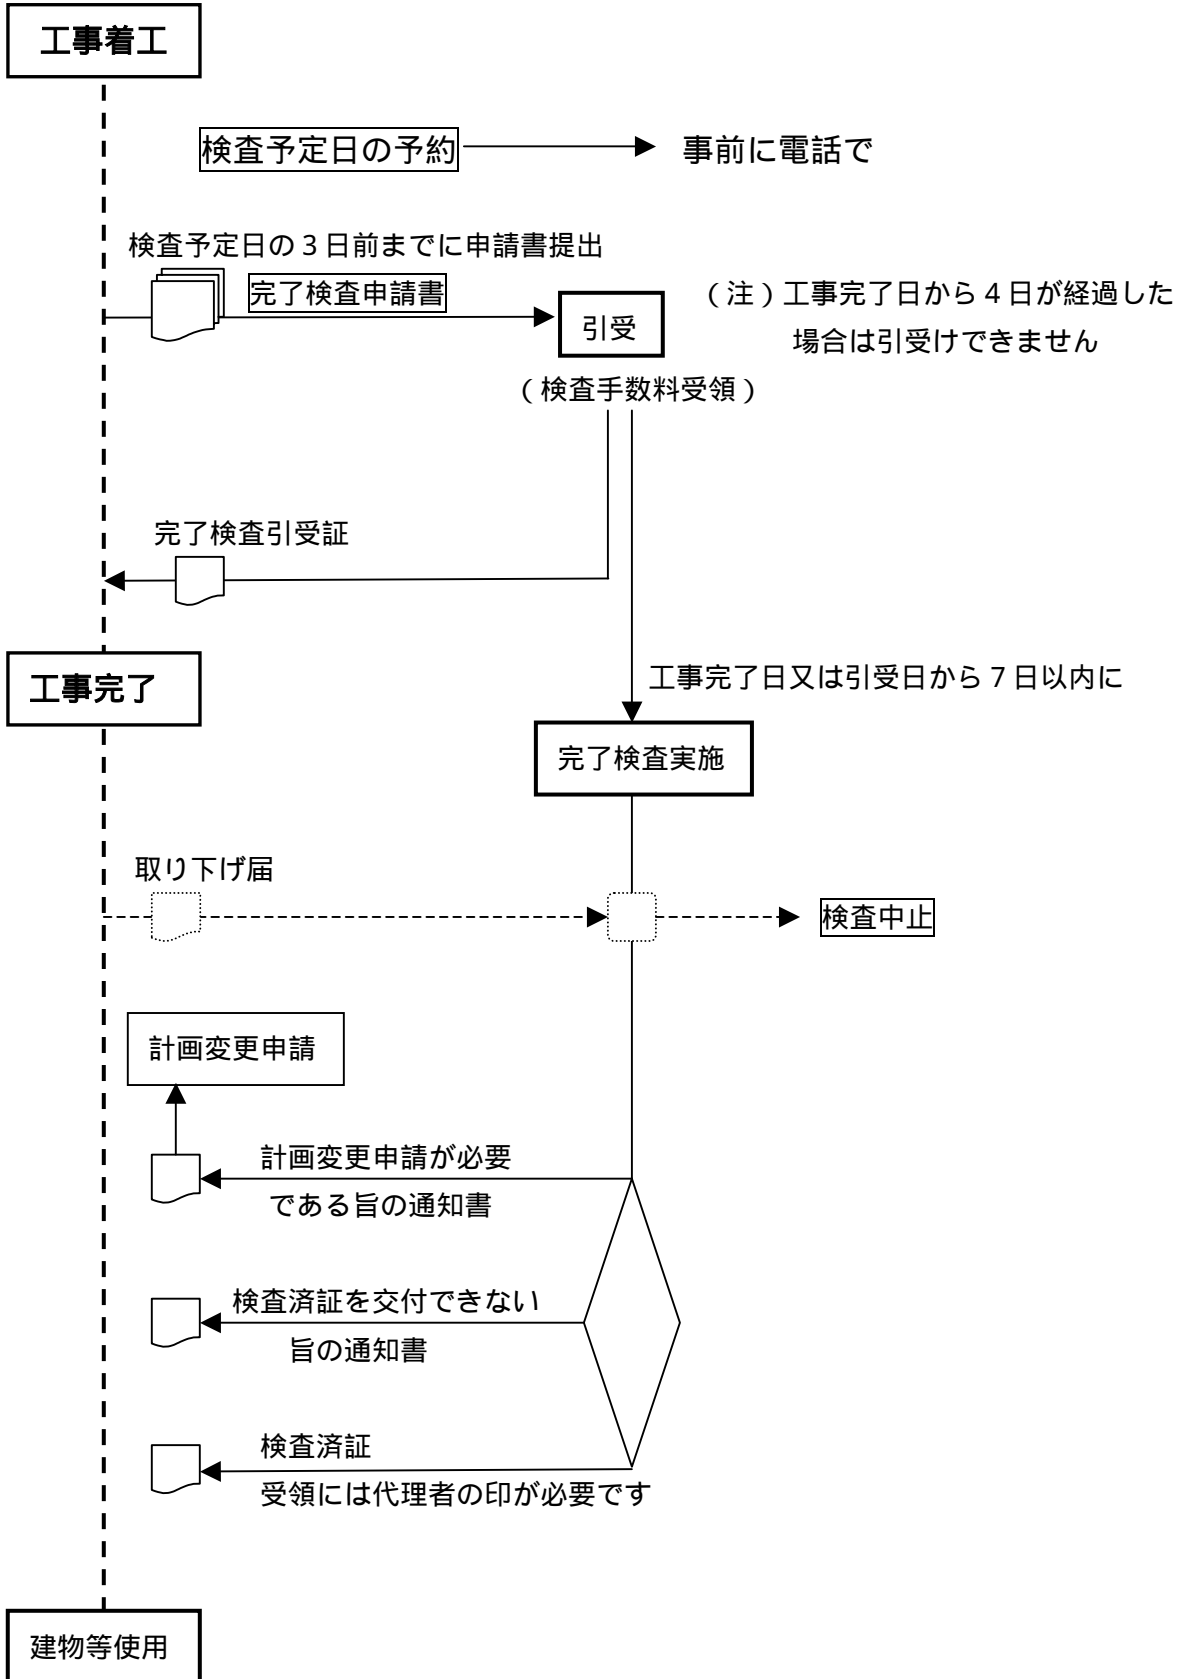 工事着工
検査予定日の予約
事前に電話で
検査予定日の３日前までに申請書提出
完了検査申請書
引受
（注）工事完了日から４日が経過した
場合は引受けできません
（検査手数料受領）
完了検査引受証
工事完了
工事完了日又は引受日から７日以内に
完了検査実施
取り下げ届
検査中止
計画変更申請
計画変更申請が必要
である旨の通知書
検査済証を交付できない
旨の通知書
検査済証
受領には代理者の印が必要です
建物等使用